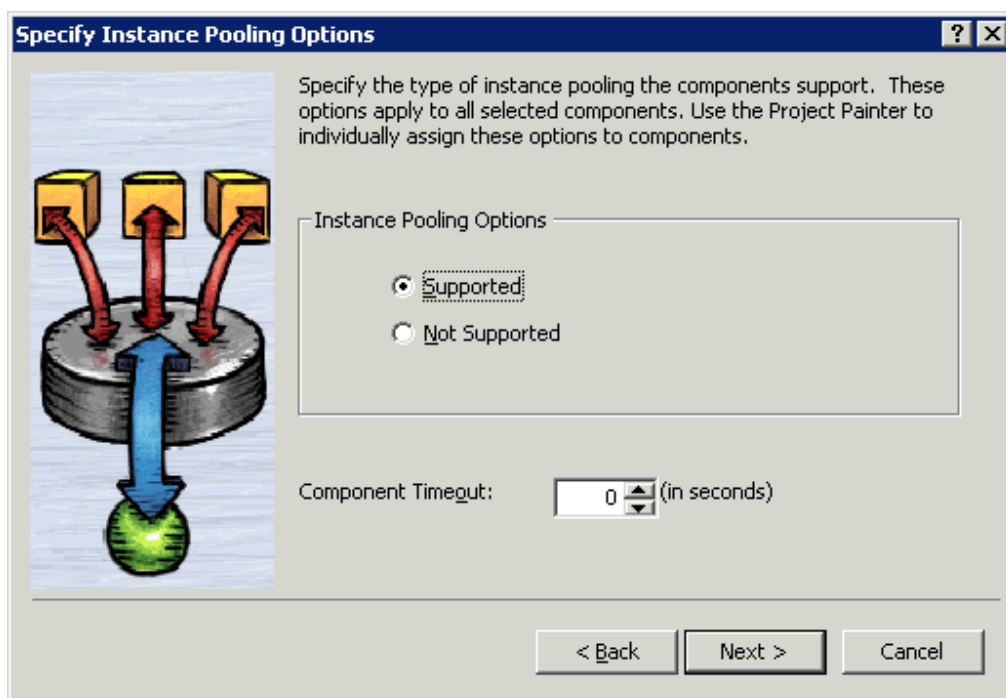 Specify Instance Pooling Options
Specify the type of instance pooling the components support.  These
options apply to all selected components. Use the Project Painter to
individually assign these options to components.
Instance Pooling Options
Supported
Not Supported
Component Timeout: 0 (in seconds)
< Back Next > Cancel